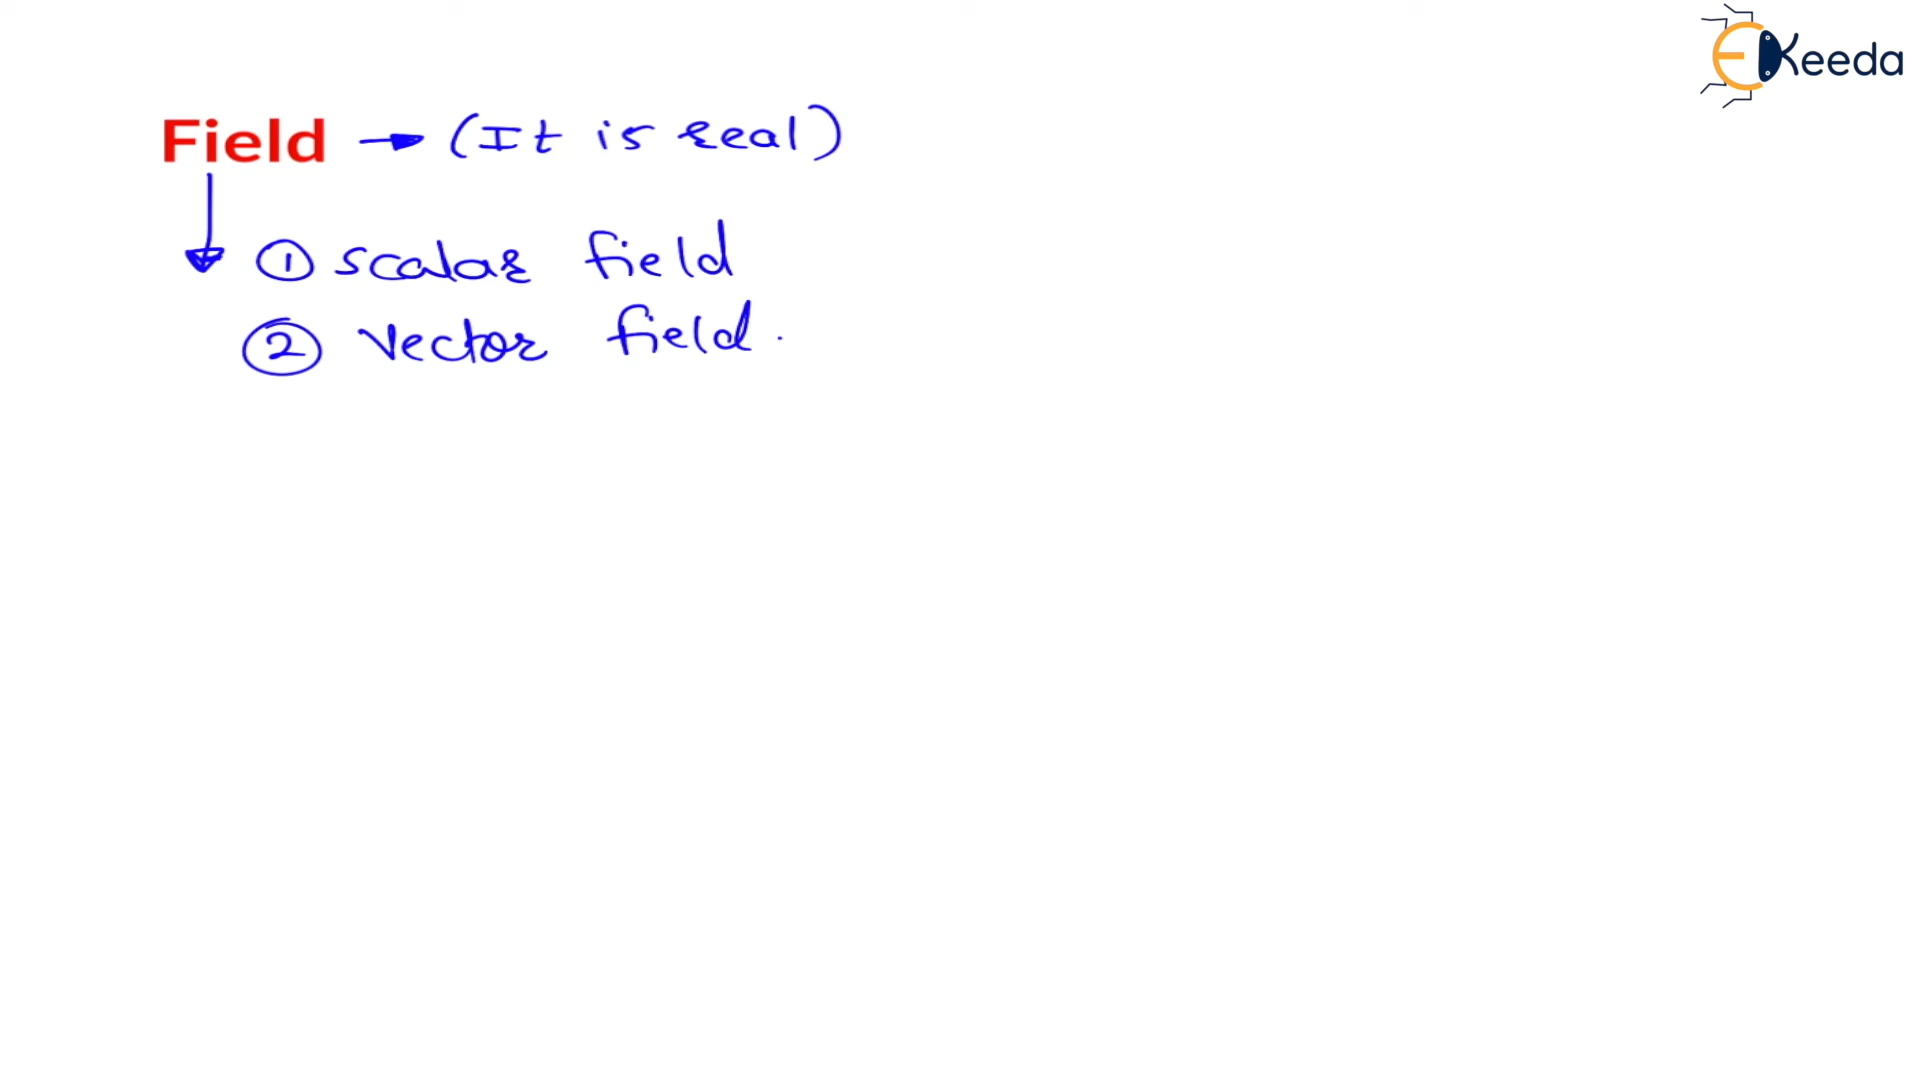 EKeeda
Field → (It is real)
① scalar field
② vector field.